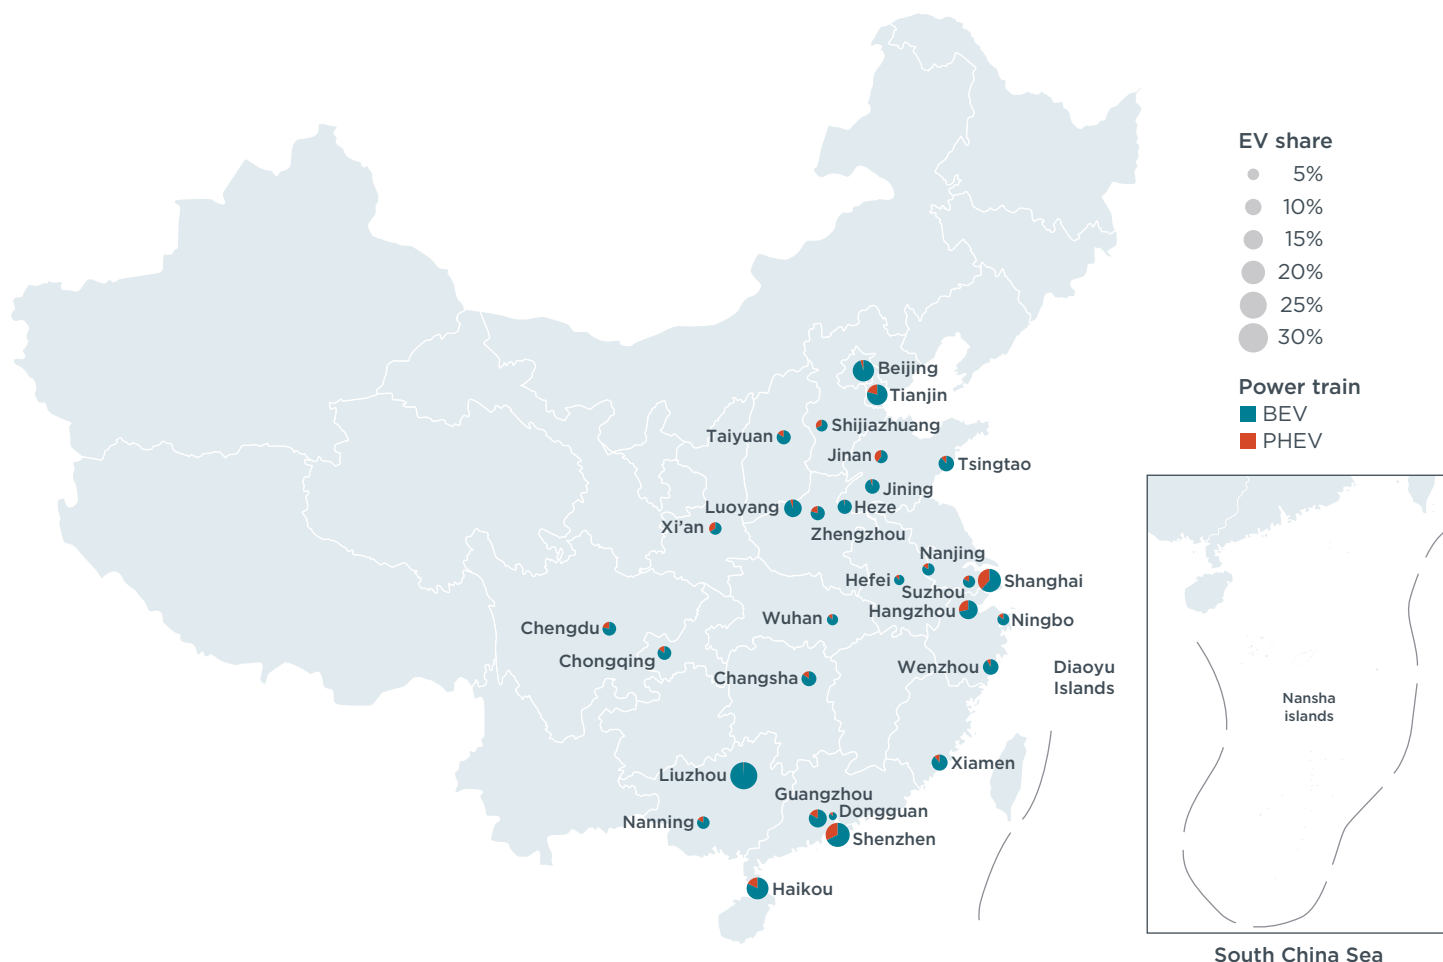 EV share
5%
10%
15%
20%
25%
30%
Power train
BEV
PHEV
Beijing
Tianjin
Shijiazhuang
Taiyuan
Jinan
Tsingtao
Jining
Luoyang
Heze
Xi’an
Zhengzhou
Nanjing
Hefei
Shanghai
Suzhou
Hangzhou
Wuhan
Ningbo
Chengdu
Chongqing
Wenzhou
Diaoyu
Islands
Changsha
Nansha
islands
Xiamen
Liuzhou
Guangzhou
Dongguan
Nanning
Shenzhen
Haikou
South China Sea